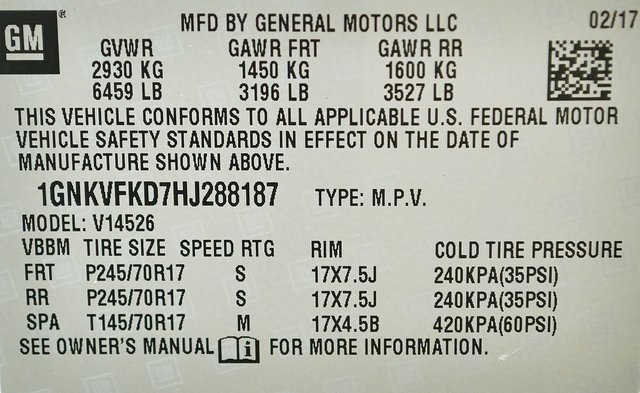 GM ® MFD BY GENERAL MOTORS LLC 02/17
GVWR GAWR FRT GAWR RR
2930 KG 1450 KG 1600 KG
6459 LB 3196 LB 3527 LB
THIS VEHICLE CONFORMS TO ALL APPLICABLE U.S. FEDERAL MOTOR
VEHICLE SAFETY STANDARDS IN EFFECT ON THE DATE OF
MANUFACTURE SHOWN ABOVE.
1GNKVFKD7HJ288187 TYPE: M.P.V.
MODEL: V14526
VBBM TIRE SIZE SPEED RTG RIM COLD TIRE PRESSURE
FRT P245/70R17 S 17X7.5J 240KPA(35PSI)
RR P245/70R17 S 17X7.5J 240KPA(35PSI)
SPA T145/70R17 M 17X4.5B 420KPA(60PSI)
SEE OWNER'S MANUAL i FOR MORE INFORMATION.